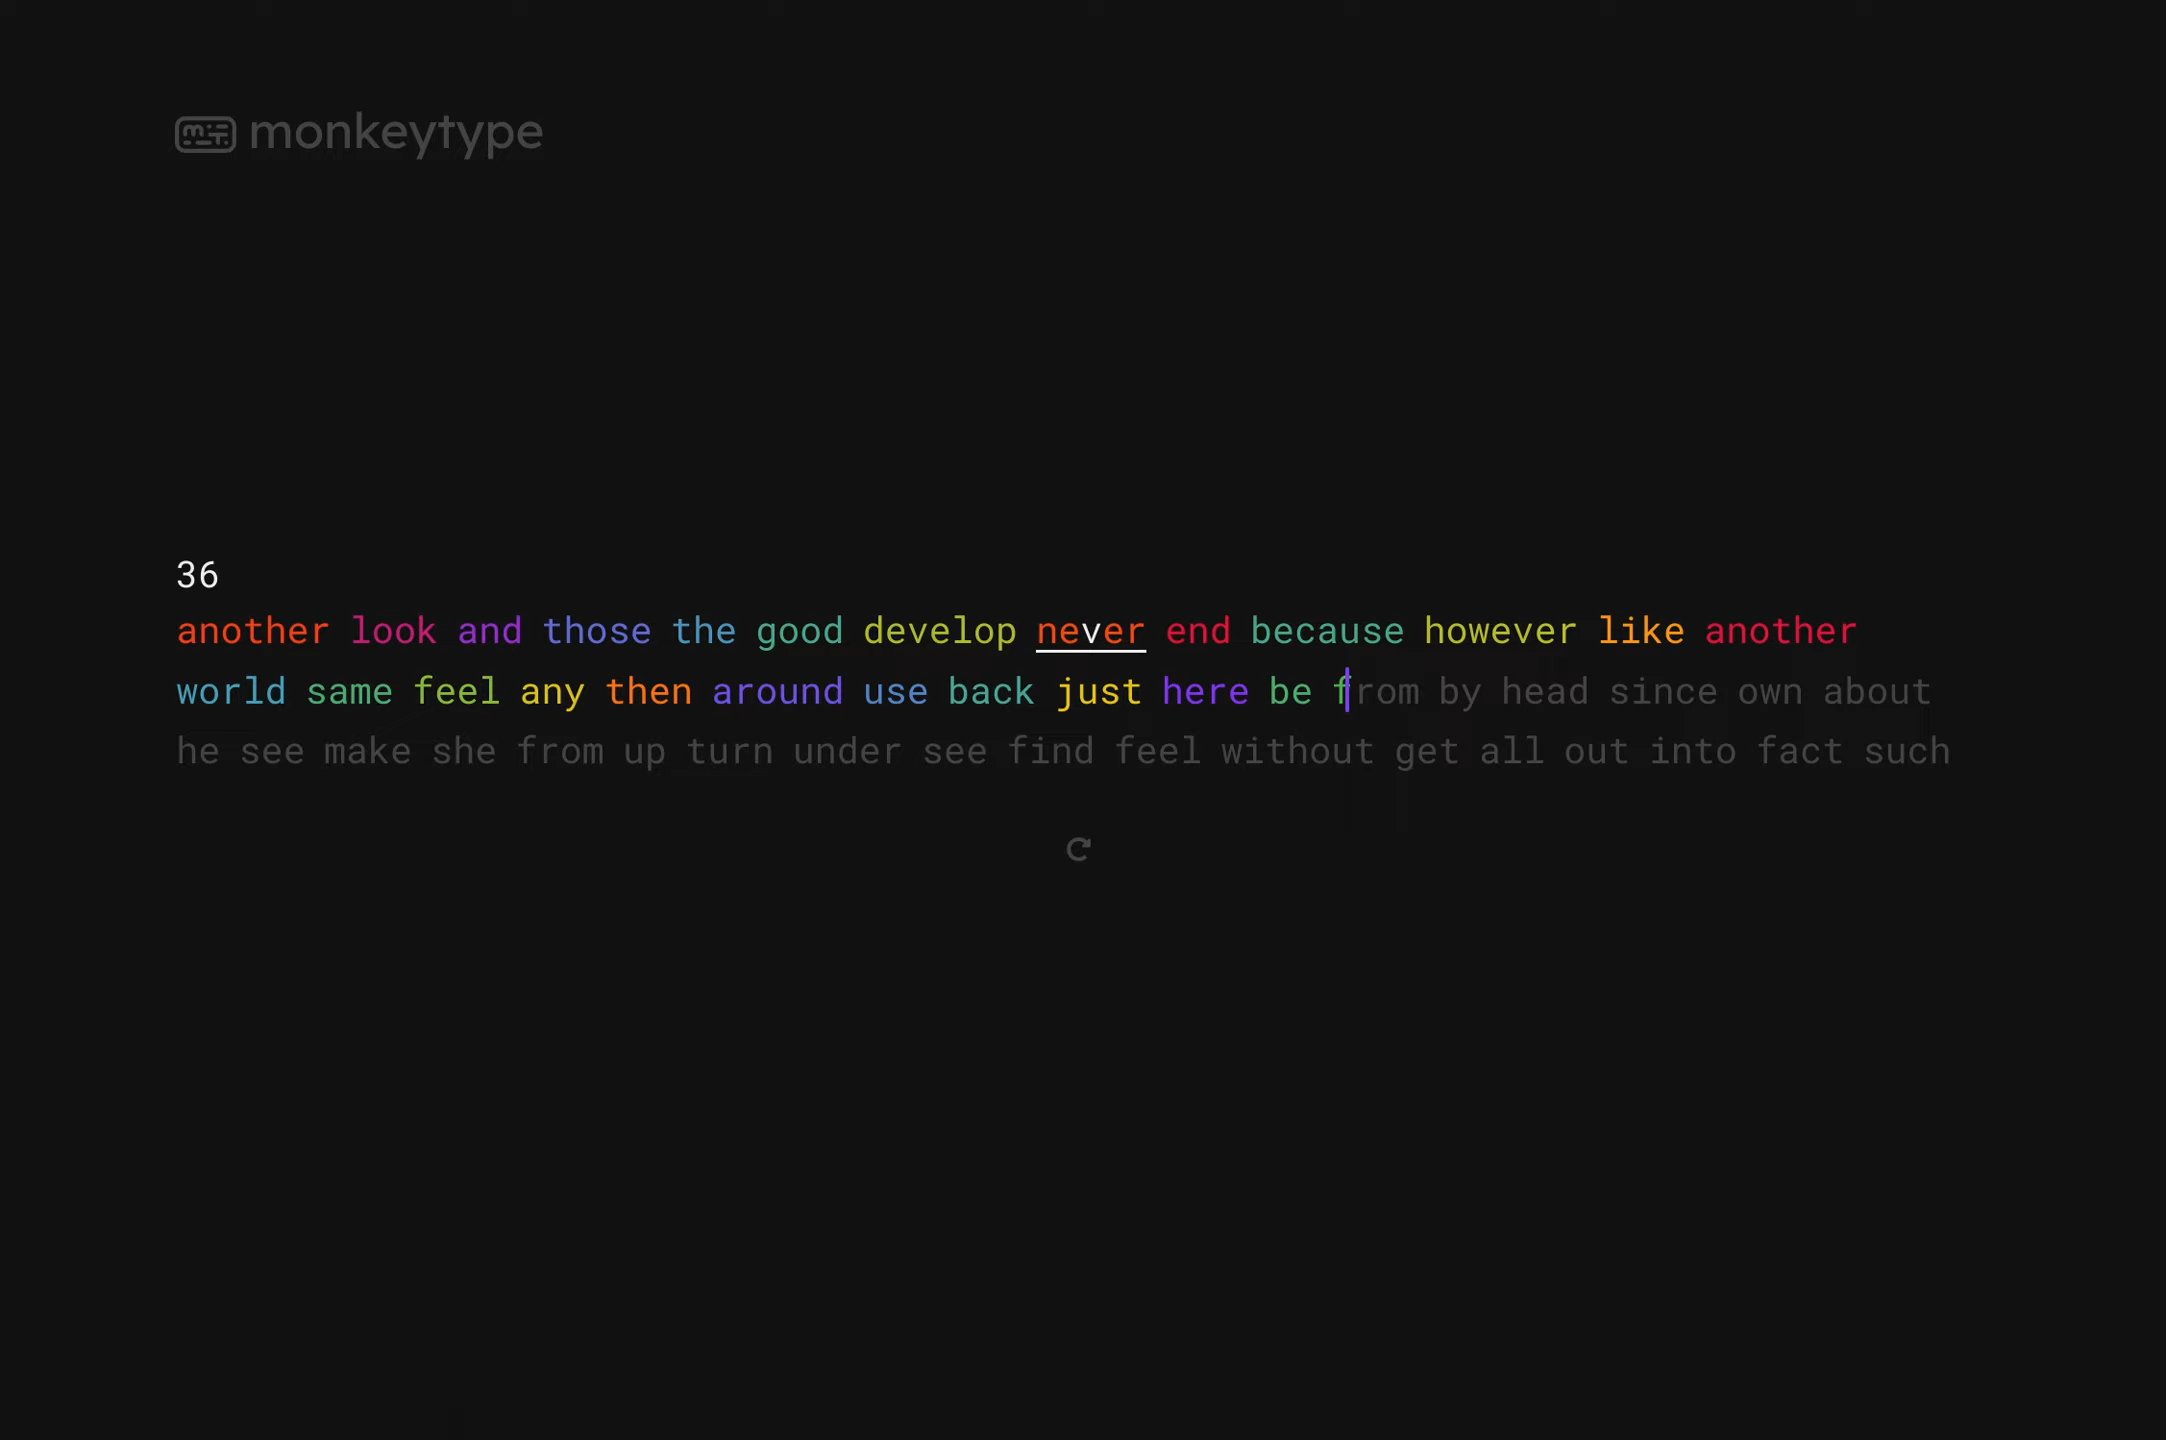 monkeytype
36
another look and those the good develop never end because however like another
world same feel any then around use back just here be from by head since own about
he see make she from up turn under see find feel without get all out into fact such